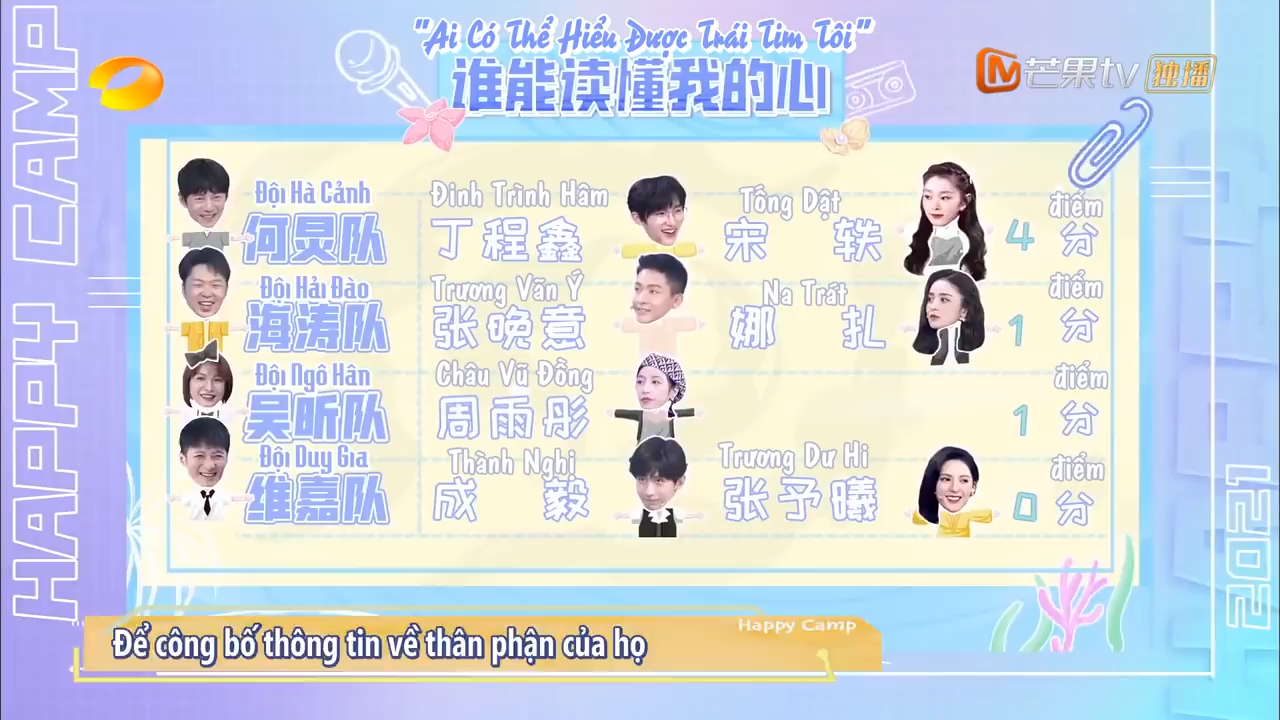 HAPPY CAMP
"Ai Có Thể Hiểu Được Trái Tim Tôi"
谁能读懂我的心
芒果tv 独播
Đội Hà Cảnh Đinh Trình Hâm Tống Dật điểm
何炅队 丁程鑫 宋轶 4 分
Đội Hải Đào Trương Vãn Ý Na Trát điểm
海涛队 张晚意 娜扎 1 分
Đội Ngô Hân Châu Vũ Đồng điểm
吴昕队 周雨彤 1 分
Đội Duy Gia Thành Nghị Trương Dư Hi điểm
维嘉队 成毅 张予曦 0 分
2021
Happy Camp
Để công bố thông tin về thân phận của họ